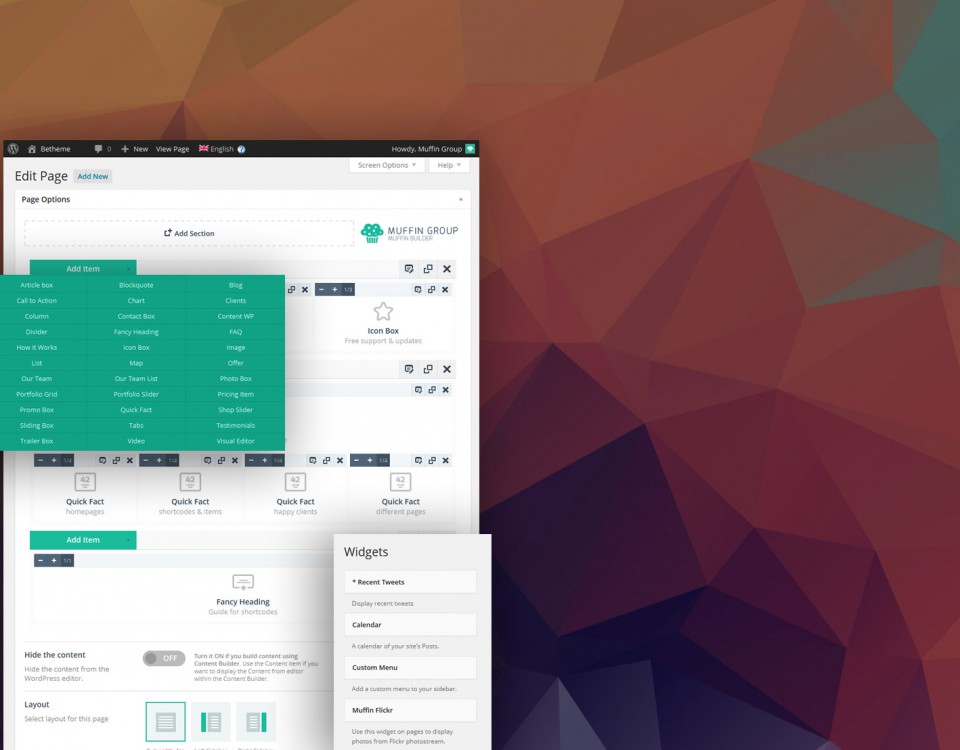 Betheme 0 New View Page English Howdy, Muffin Group
Screen Options Help
Edit Page Add New
Page Options
Add Section
MUFFIN GROUP
MUFFIN BUILDER
Add Item
Article box Blockquote Blog
Call to Action Chart Clients
Column Contact Box Content WP
Divider Fancy Heading FAQ
How It Works Icon Box Image
List Map Offer
Our Team Our Team List Photo Box
Portfolio Grid Portfolio Slider Pricing Item
Promo Box Quick Fact Shop Slider
Sliding Box Tabs Testimonials
Trailer Box Video Visual Editor
1/3
Icon Box
Free support & updates
1/4 1/4 1/4 1/4
42 42 42 42
Quick Fact Quick Fact Quick Fact Quick Fact
homepages shortcodes & items happy clients different pages
Add Item
1/1
Fancy Heading
Guide for shortcodes
Hide the content
Hide the content from the
WordPress editor.
OFF
Turn it ON if you build content using
Content Builder. Use the Content item if you
want to display the Content from editor
within the Content Builder.
Layout
Select layout for this page
Widgets
* Recent Tweets
Display recent tweets
Calendar
A calendar of your site's Posts.
Custom Menu
Add a custom menu to your sidebar.
Muffin Flickr
Use this widget on pages to display
photos from Flickr photostream.